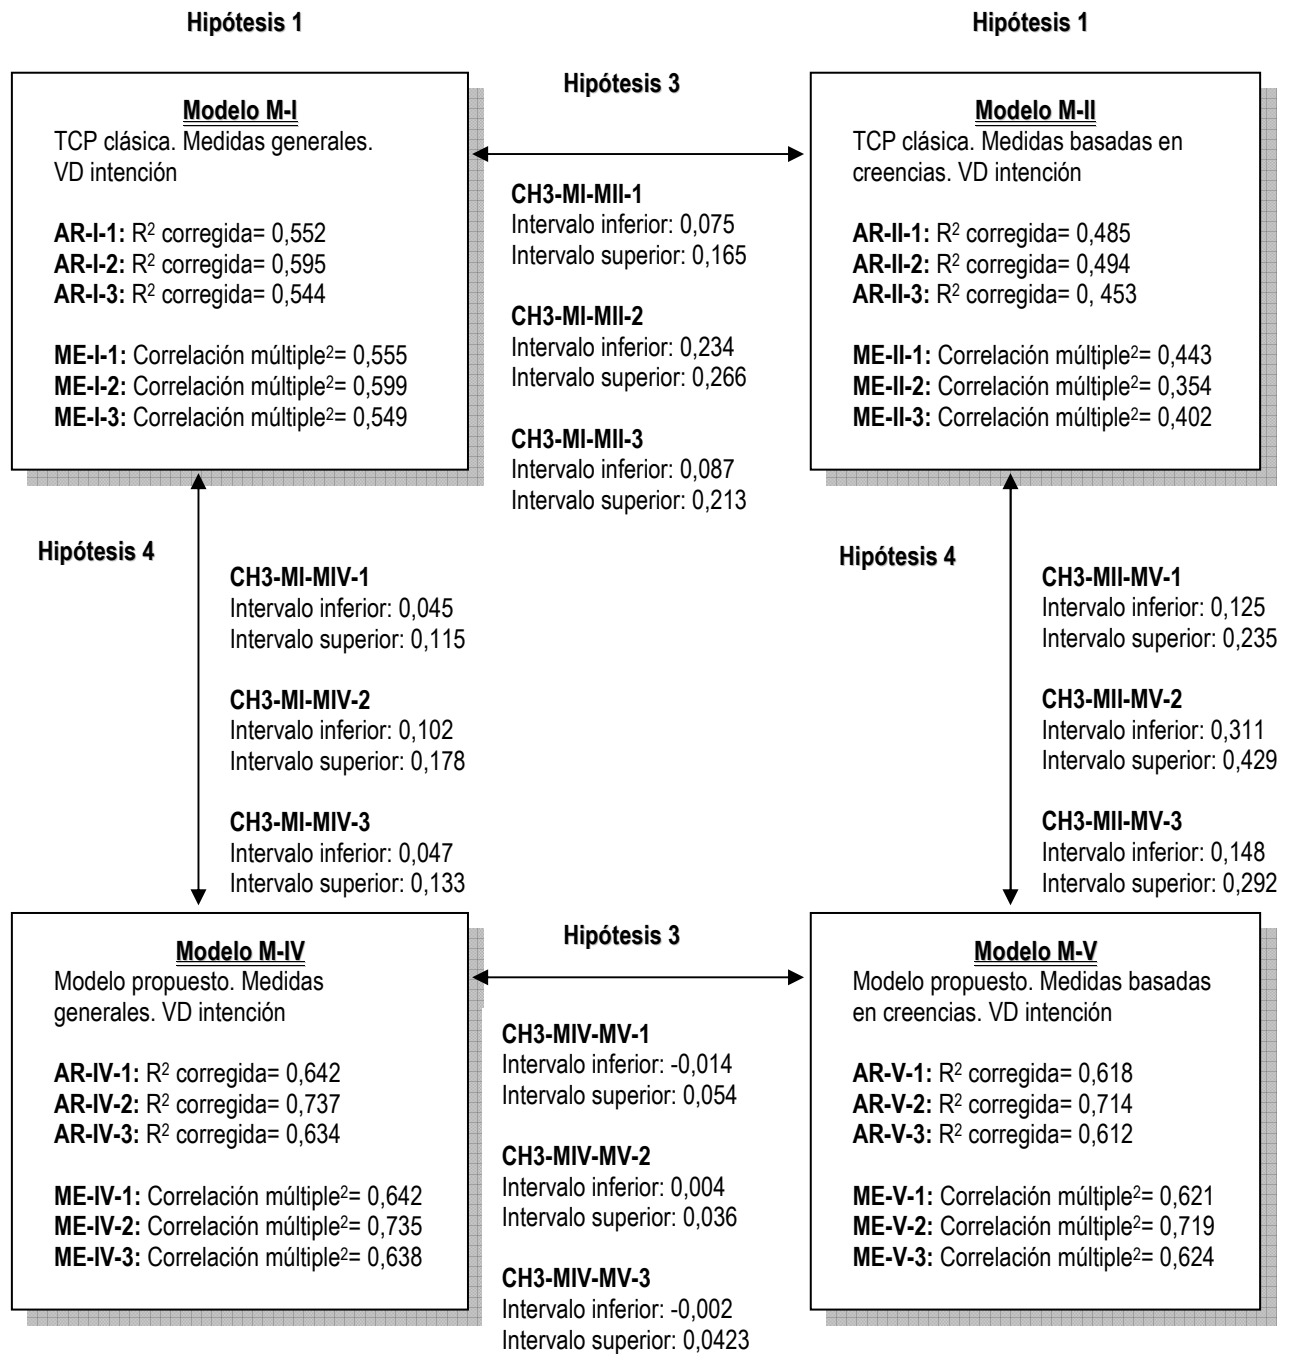 Hipótesis 1
Hipótesis 1
Modelo M-I
TCP clásica. Medidas generales.
VD intención
AR-I-1: R² corregida= 0,552
AR-I-2: R² corregida= 0,595
AR-I-3: R² corregida= 0,544
ME-I-1: Correlación múltiple²= 0,555
ME-I-2: Correlación múltiple²= 0,599
ME-I-3: Correlación múltiple²= 0,549
Hipótesis 3
CH3-MI-MII-1
Intervalo inferior: 0,075
Intervalo superior: 0,165
CH3-MI-MII-2
Intervalo inferior: 0,234
Intervalo superior: 0,266
CH3-MI-MII-3
Intervalo inferior: 0,087
Intervalo superior: 0,213
Modelo M-II
TCP clásica. Medidas basadas en
creencias. VD intención
AR-II-1: R² corregida= 0,485
AR-II-2: R² corregida= 0,494
AR-II-3: R² corregida= 0, 453
ME-II-1: Correlación múltiple²= 0,443
ME-II-2: Correlación múltiple²= 0,354
ME-II-3: Correlación múltiple²= 0,402
Hipótesis 4
CH3-MI-MIV-1
Intervalo inferior: 0,045
Intervalo superior: 0,115
CH3-MI-MIV-2
Intervalo inferior: 0,102
Intervalo superior: 0,178
CH3-MI-MIV-3
Intervalo inferior: 0,047
Intervalo superior: 0,133
Hipótesis 4
CH3-MII-MV-1
Intervalo inferior: 0,125
Intervalo superior: 0,235
CH3-MII-MV-2
Intervalo inferior: 0,311
Intervalo superior: 0,429
CH3-MII-MV-3
Intervalo inferior: 0,148
Intervalo superior: 0,292
Modelo M-IV
Modelo propuesto. Medidas
generales. VD intención
AR-IV-1: R² corregida= 0,642
AR-IV-2: R² corregida= 0,737
AR-IV-3: R² corregida= 0,634
ME-IV-1: Correlación múltiple²= 0,642
ME-IV-2: Correlación múltiple²= 0,735
ME-IV-3: Correlación múltiple²= 0,638
Hipótesis 3
CH3-MIV-MV-1
Intervalo inferior: -0,014
Intervalo superior: 0,054
CH3-MIV-MV-2
Intervalo inferior: 0,004
Intervalo superior: 0,036
CH3-MIV-MV-3
Intervalo inferior: -0,002
Intervalo superior: 0,0423
Modelo M-V
Modelo propuesto. Medidas basadas
en creencias. VD intención
AR-V-1: R² corregida= 0,618
AR-V-2: R² corregida= 0,714
AR-V-3: R² corregida= 0,612
ME-V-1: Correlación múltiple²= 0,621
ME-V-2: Correlación múltiple²= 0,719
ME-V-3: Correlación múltiple²= 0,624